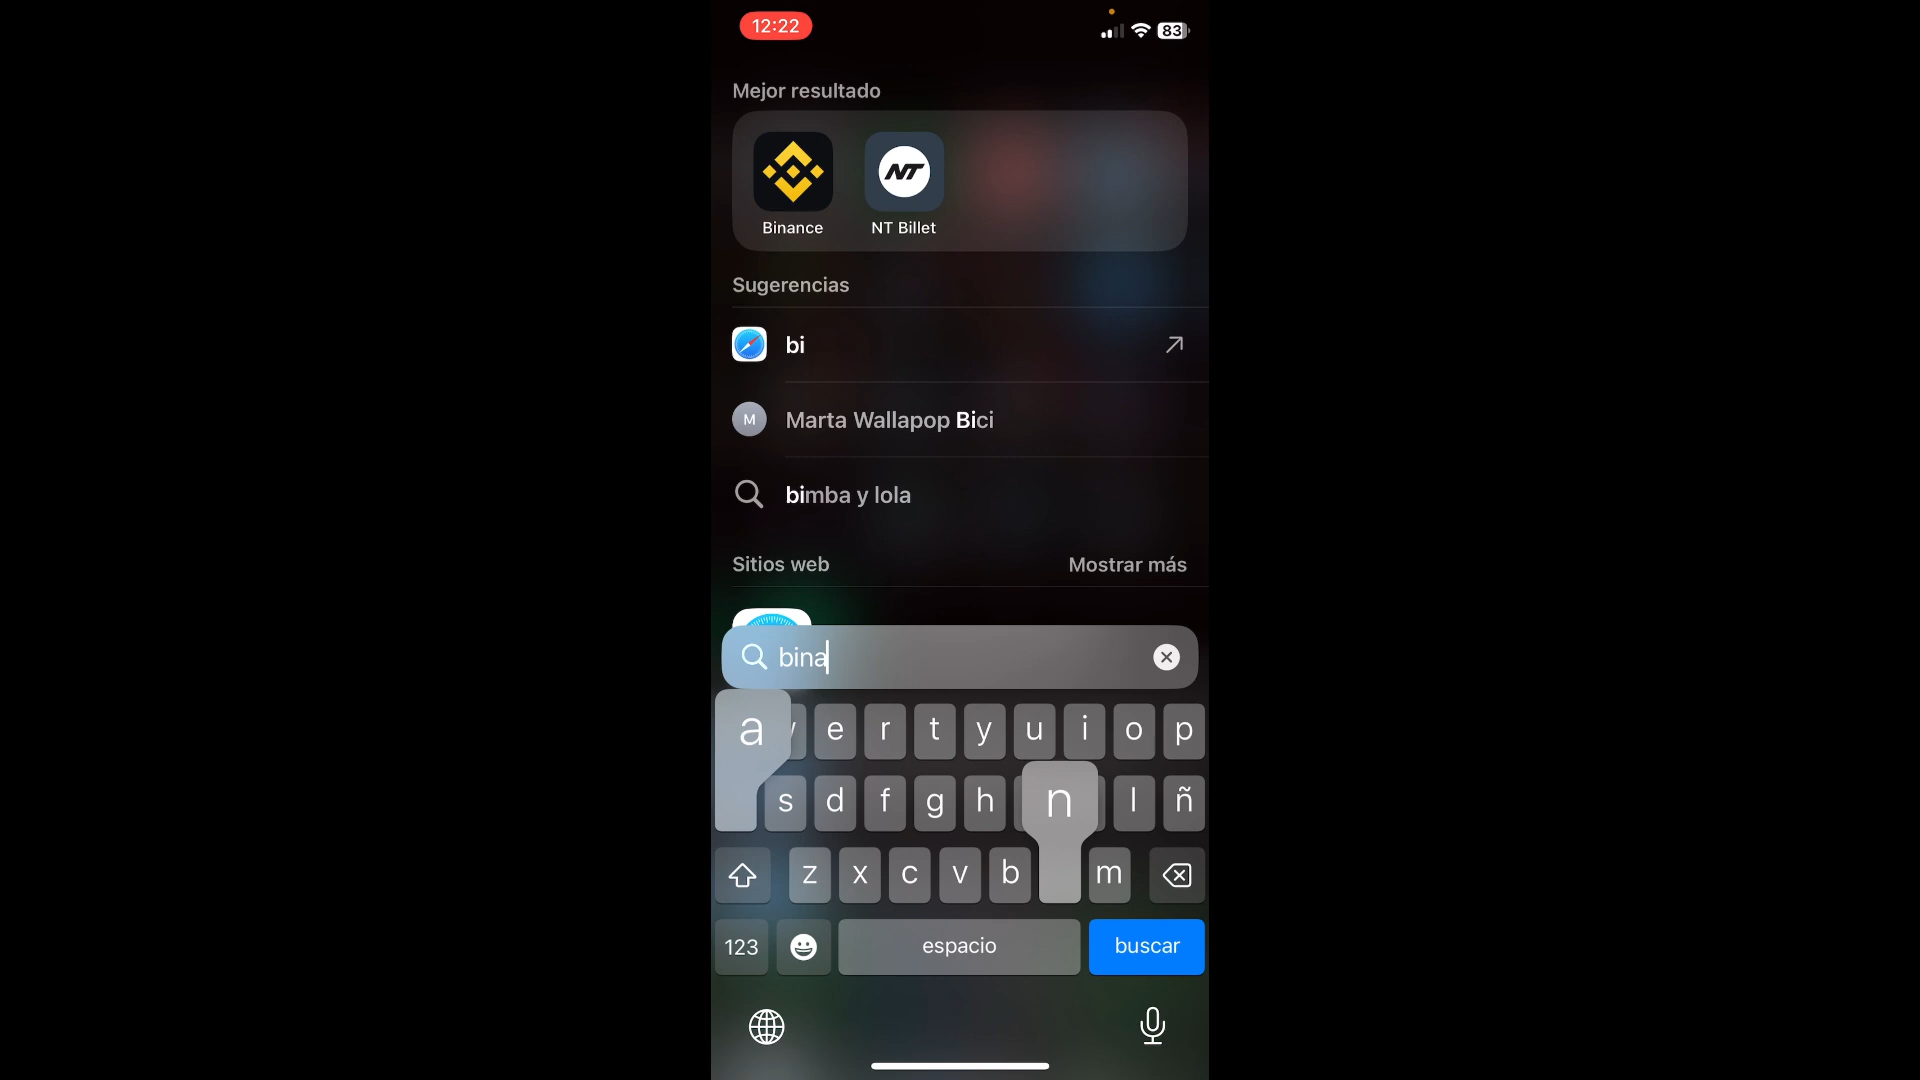 12:22
83
Mejor resultado
NT
Binance
NT Billet
Sugerencias
bi
M
Marta Wallapop Bici
bimba y lola
Sitios web
Mostrar más
bina
a e r t y u i o p
s d f g h n l ñ
z x c v b m
123
espacio
buscar